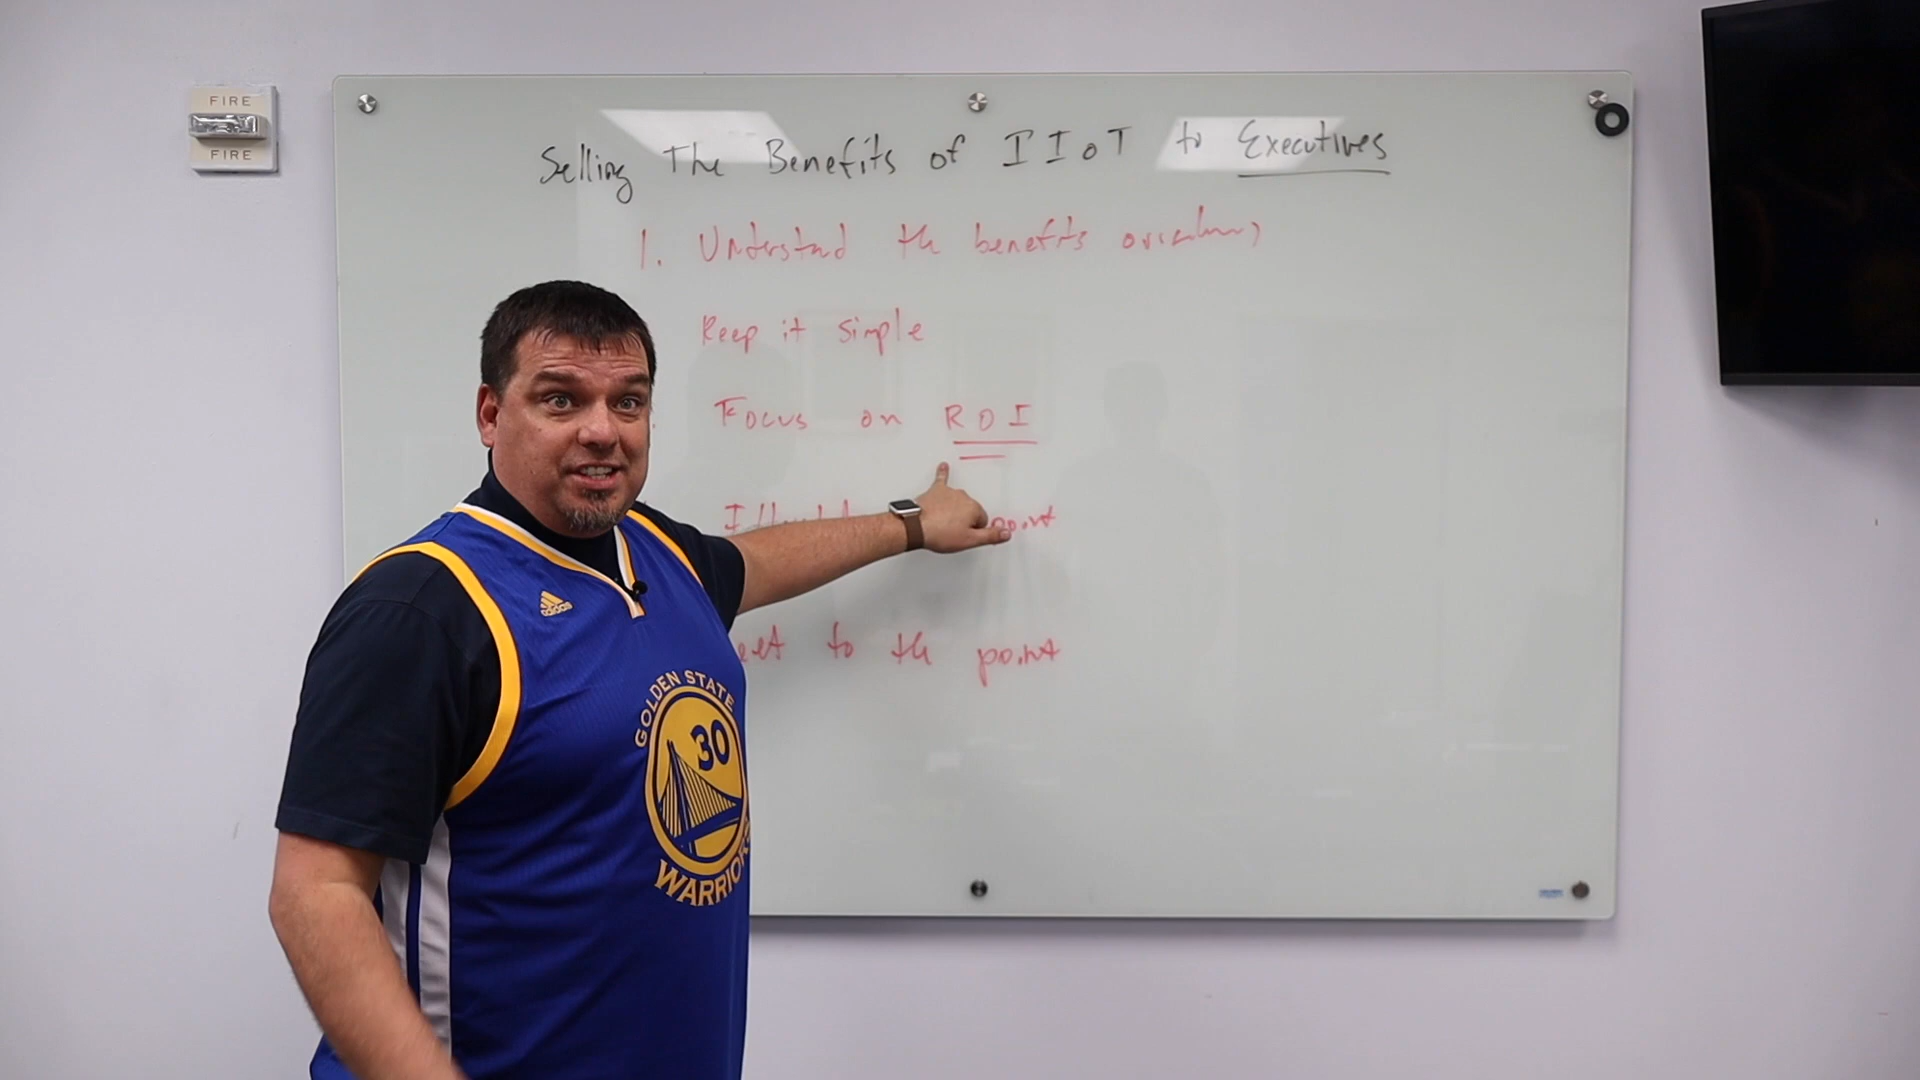 FIRE
FIRE
Selling The Benefits of IIoT to Executives
1. Understand the benefits
Keep it simple
Focus on ROI
point
to the point
adidas
GOLDEN STATE
30
WARRIORS